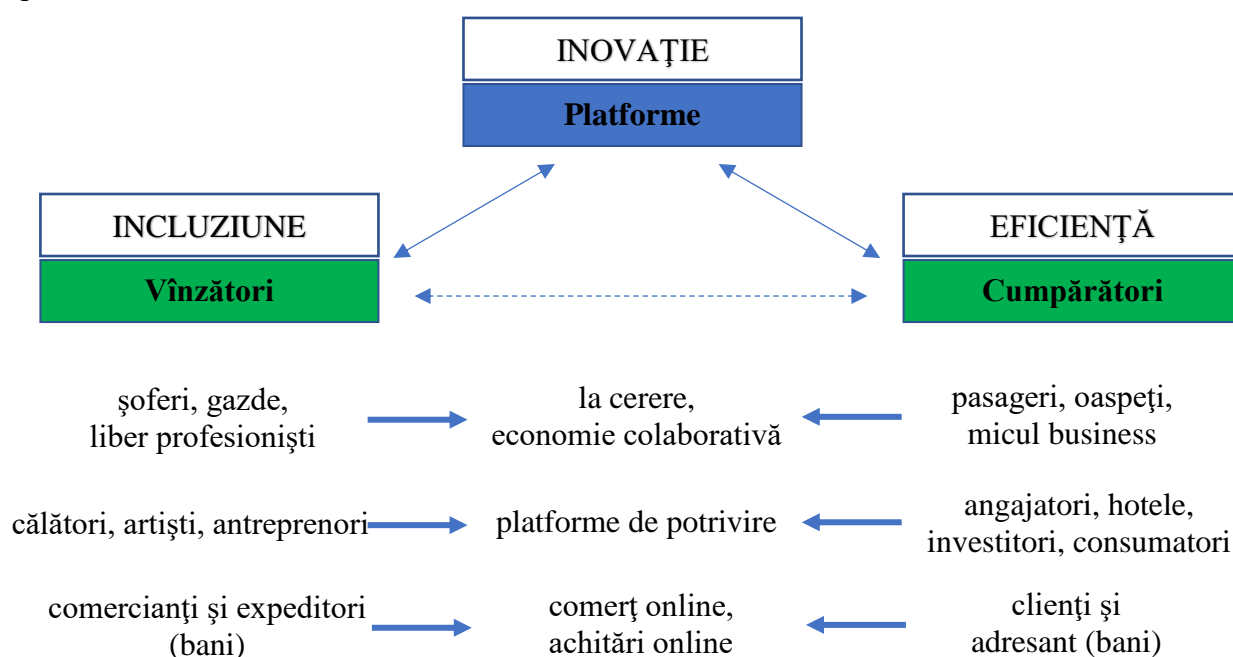 INOVAŢIE
Platforme
INCLUZIUNE
Vînzători
EFICIENŢĂ
Cumpărători
şoferi, gazde,
liber profesionişti
la cerere,
economie colaborativă
pasageri, oaspeţi,
micul business
călători, artişti, antreprenori
platforme de potrivire
angajatori, hotele,
investitori, consumatori
comercianţi şi expeditori
(bani)
comerţ online,
achitări online
clienţi şi
adresant (bani)